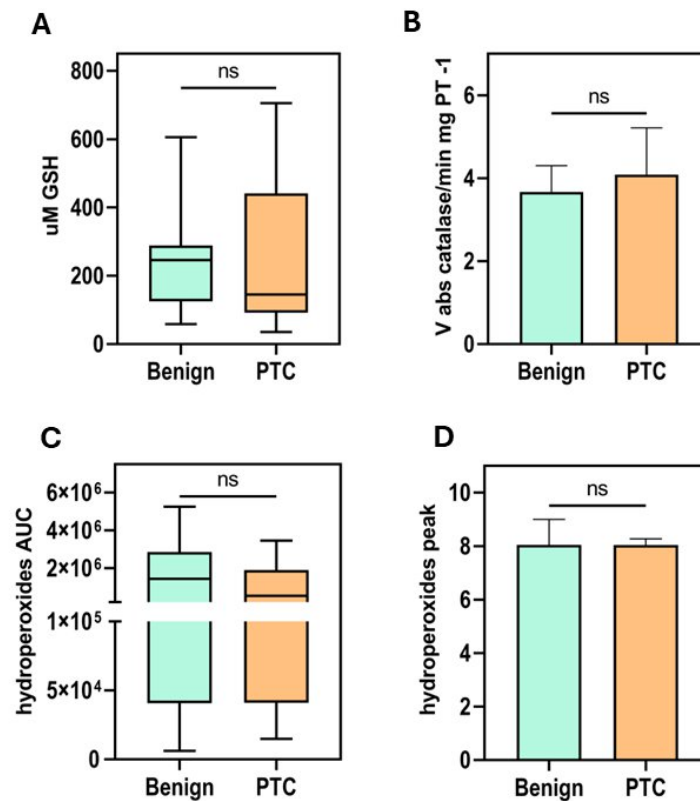 A
uM GSH
800
600
400
200
0
ns
Benign PTC
B
V abs catalase/min mg PT -1
6
4
2
0
ns
Benign PTC
C
hydroperoxides AUC
6×10⁶
4×10⁶
2×10⁶
1×10⁵
5×10⁴
0
ns
Benign PTC
D
hydroperoxides peak
10
8
6
4
2
0
ns
Benign PTC